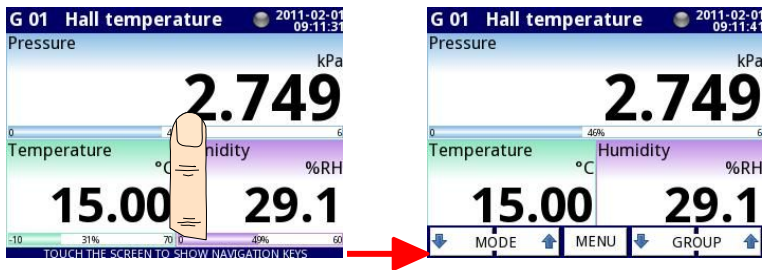 G 01 Hall temperature 2011-02-01
09:11:31
Pressure
kPa
2.749
0 6
Temperature
°C
15.00
-10 31% 70
%RH
29.1
0 49% 60
TOUCH THE SCREEN TO SHOW NAVIGATION KEYS
G 01 Hall temperature 2011-02-01
09:11:41
Pressure
kPa
2.749
0 46% 6
Temperature
°C
15.00
Humidity
%RH
29.1
MODE MENU GROUP